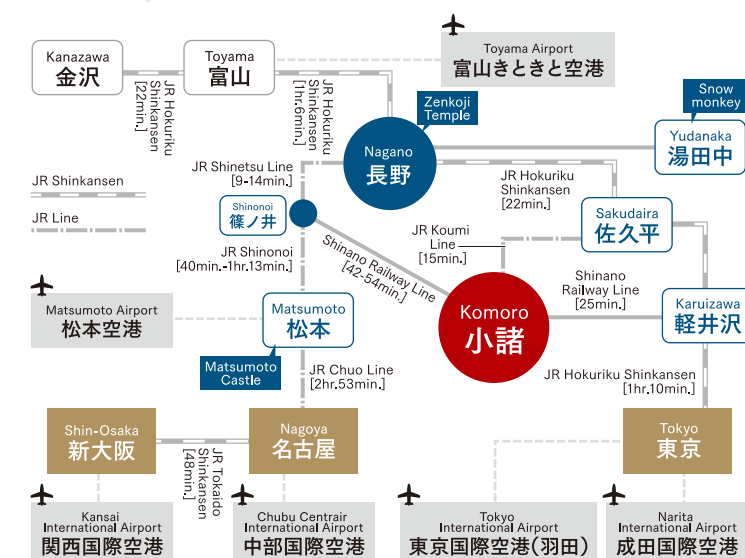 Kanazawa
金沢
Toyama
富山
Toyama Airport
富山きときと空港
JR Hokuriku
Shinkansen
[22min.]
JR Hokuriku
Shinkansen
[1hr.6min.]
Zenkoji
Temple
Snow
monkey
Nagano
長野
Yudanaka
湯田中
JR Shinkansen
JR Line
JR Shinetsu Line
[9-14min.]
JR Hokuriku
Shinkansen
[22min.]
Shinonoi
篠ノ井
Sakudaira
佐久平
JR Shinonoi
[40min.-1hr.13min.]
Shinano Railway Line
[42-54min.]
JR Koumi
Line
[15min.]
Shinano
Railway Line
[25min.]
Matsumoto Airport
松本空港
Matsumoto
松本
Komoro
小諸
Karuizawa
軽井沢
Matsumoto
Castle
JR Chuo Line
[2hr.53min.]
JR Hokuriku Shinkansen
[1hr.10min.]
Shin-Osaka
新大阪
JR Tokaido
Shinkansen
[48min.]
Nagoya
名古屋
Tokyo
東京
Kansai
International Airport
関西国際空港
Chubu Centrair
International Airport
中部国際空港
Tokyo
International Airport
東京国際空港(羽田)
Narita
International Airport
成田国際空港